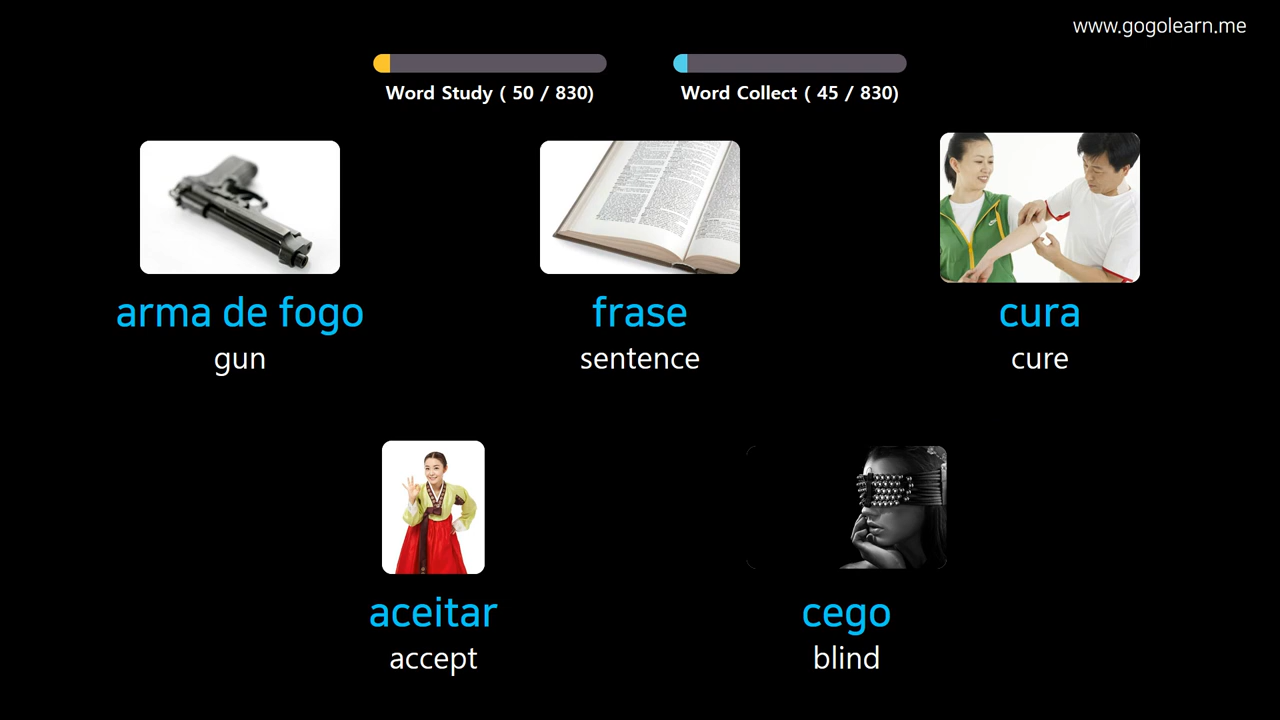 www.gogolearn.me
Word Study ( 50 / 830)
Word Collect ( 45 / 830)
arma de fogo
gun
frase
sentence
cura
cure
aceitar
accept
cego
blind